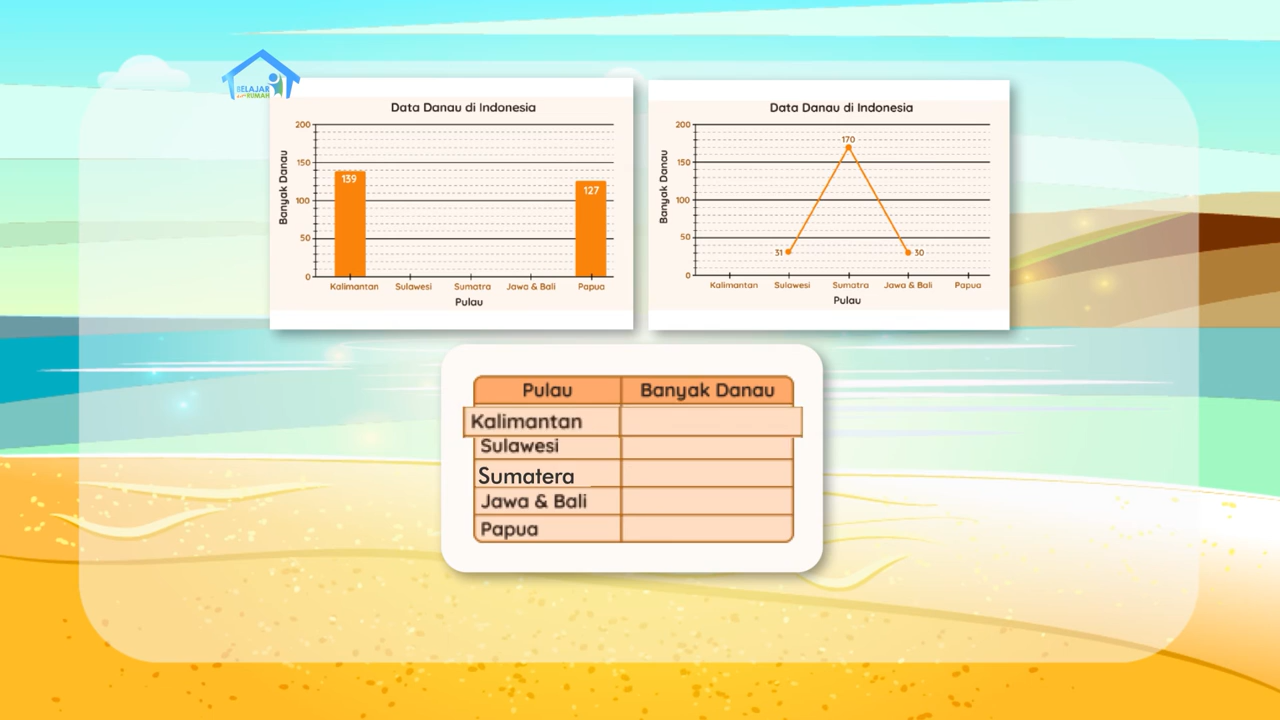 BELAJAR
dari RUMAH
Data Danau di Indonesia
Banyak Danau
200
150
100
50
0
139
127
Kalimantan Sulawesi Sumatra Jawa & Bali Papua
Pulau
Data Danau di Indonesia
Banyak Danau
200
150
100
50
0
170
31
30
Kalimantan Sulawesi Sumatra Jawa & Bali Papua
Pulau
Pulau Banyak Danau
Kalimantan
Sulawesi
Sumatera
Jawa & Bali
Papua